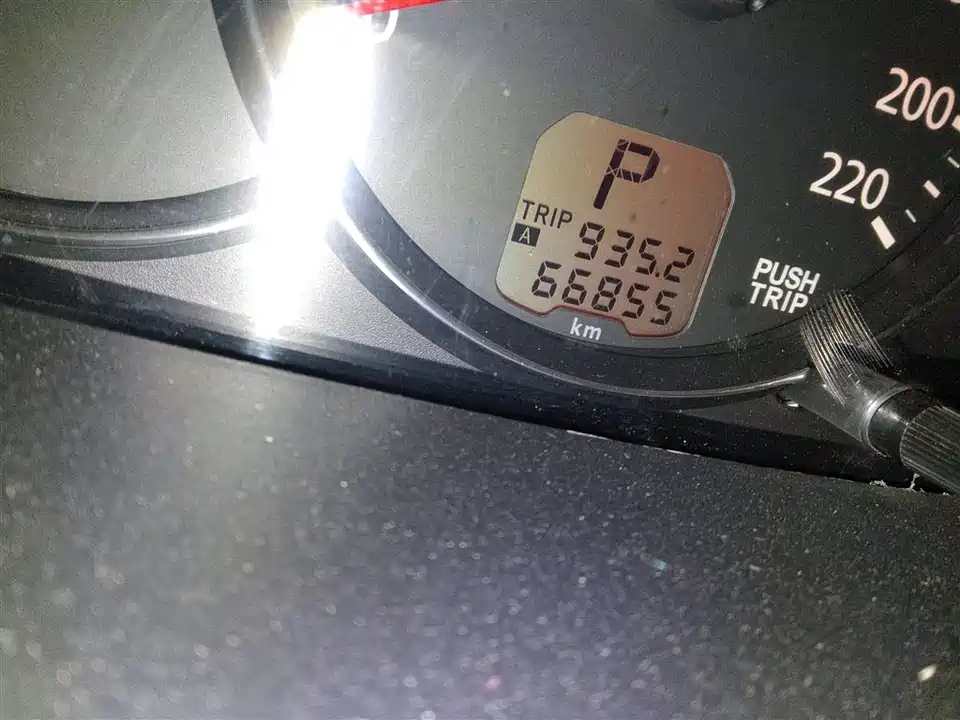 200
220
P
TRIP
A 935.2
66855
km
PUSH
TRIP